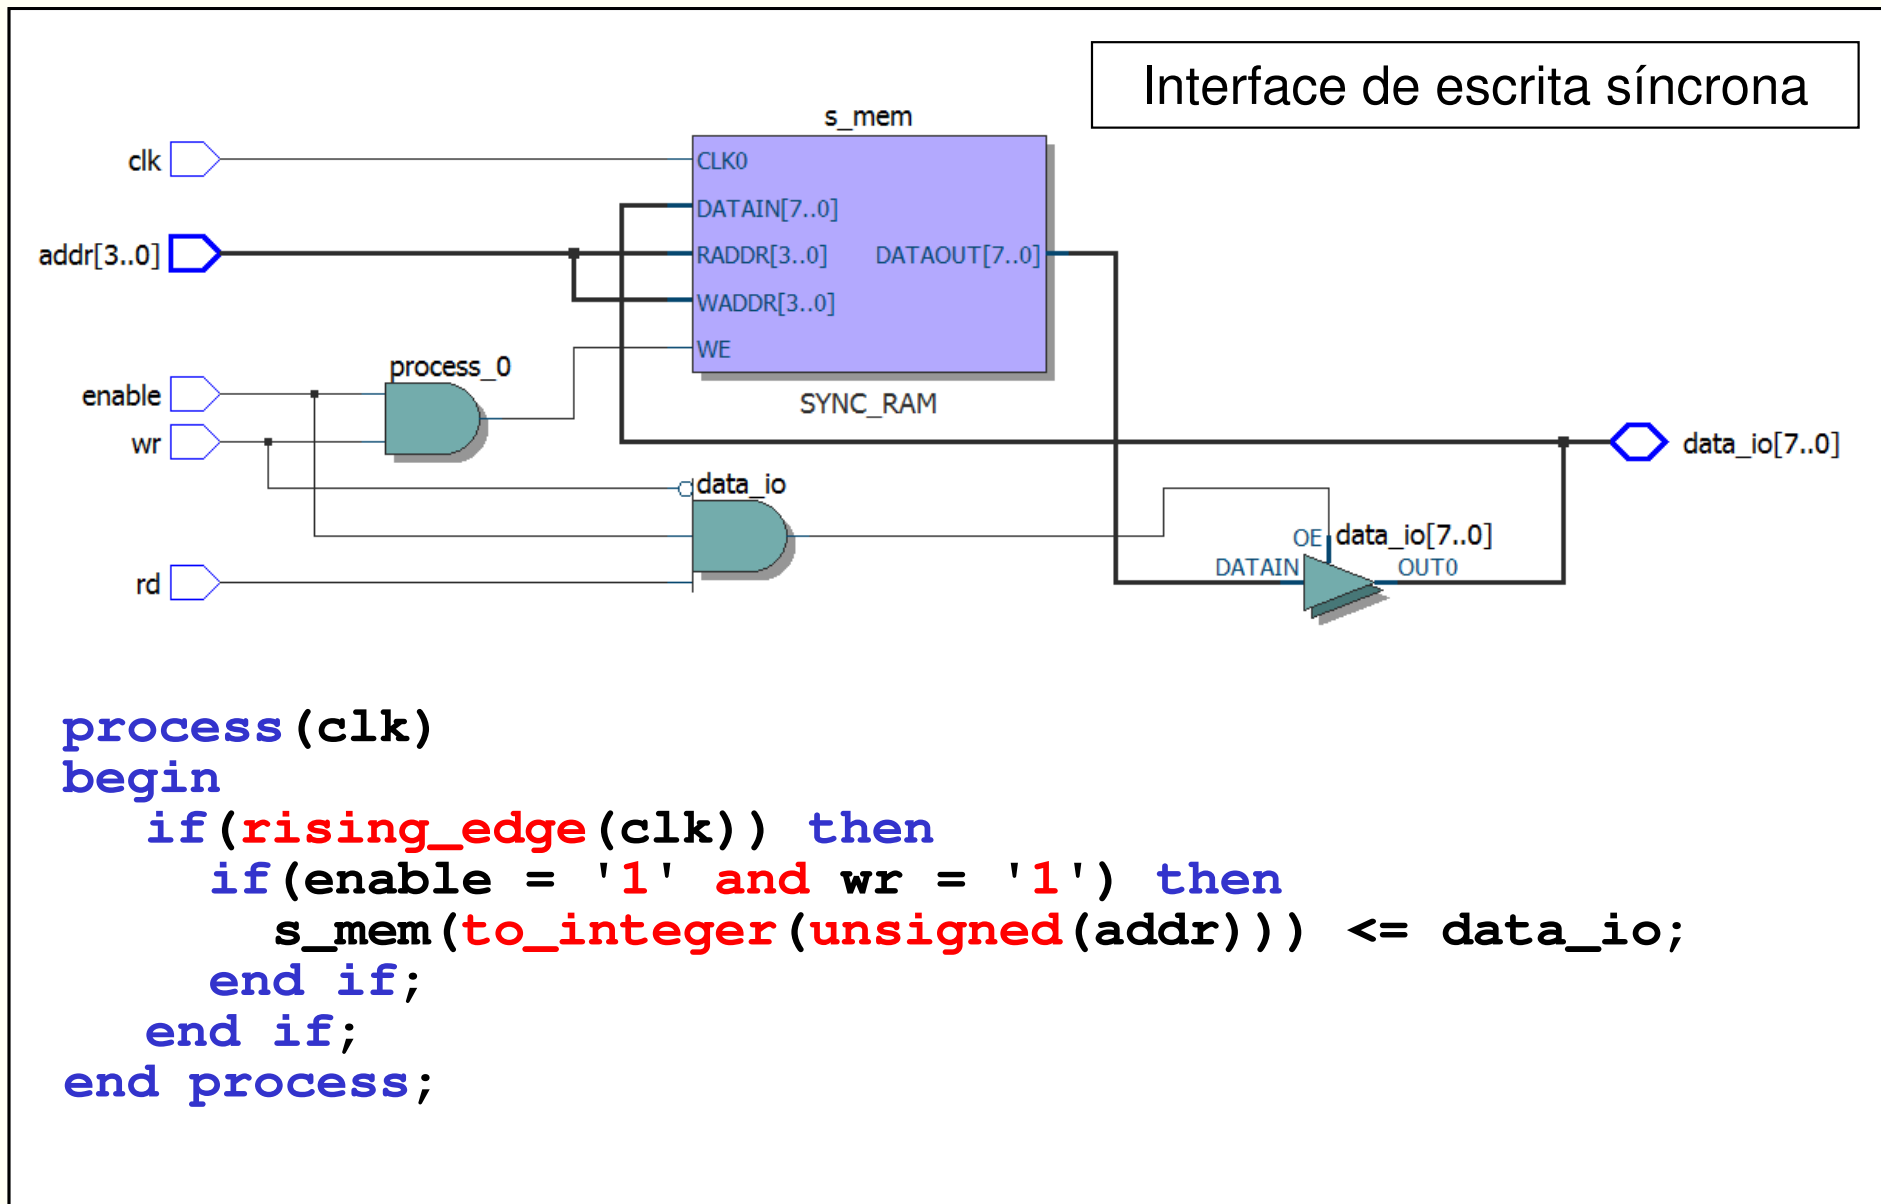 Interface de escrita síncrona
s_mem
clk
CLK0
DATAIN[7..0]
addr[3..0]
RADDR[3..0]
DATAOUT[7..0]
WADDR[3..0]
WE
process_0
enable
SYNC_RAM
wr
data_io[7..0]
data_io
OE
data_io[7..0]
DATAIN
OUT0
rd
process(clk)
begin
if(rising_edge(clk)) then
if(enable = '1' and wr = '1') then
s_mem(to_integer(unsigned(addr))) <= data_io;
end if;
end if;
end process;